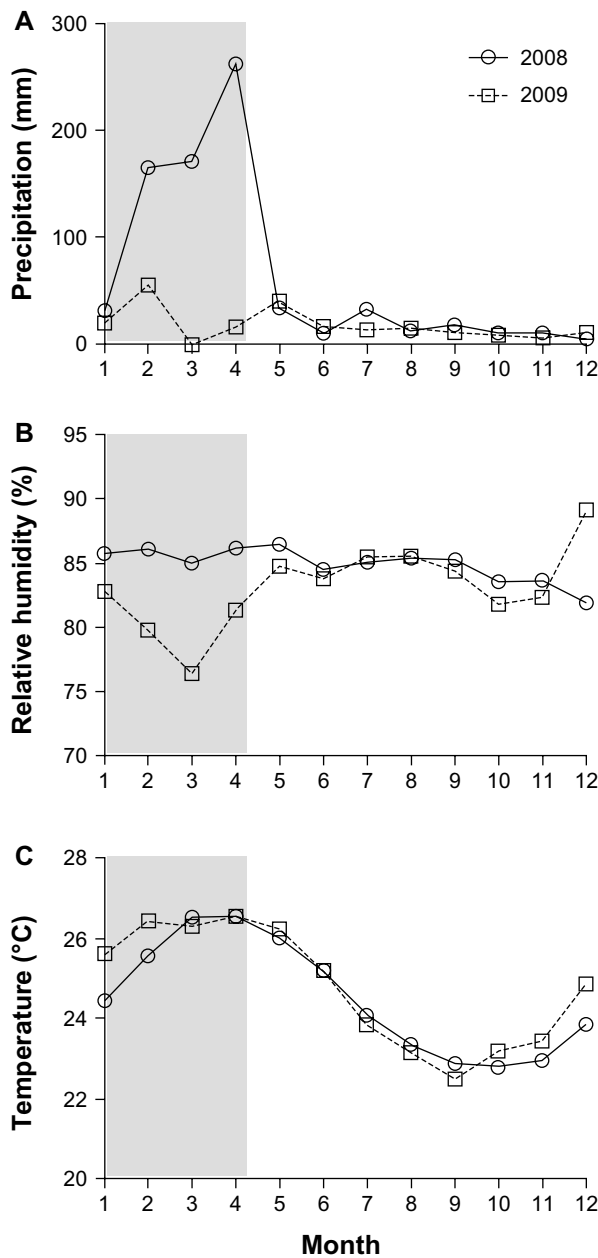 A
Precipitation (mm)
300
200
100
0
2008
2009
1 2 3 4 5 6 7 8 9 10 11 12
B
Relative humidity (%)
95
90
85
80
75
70
1 2 3 4 5 6 7 8 9 10 11 12
C
Temperature (°C)
28
26
24
22
20
1 2 3 4 5 6 7 8 9 10 11 12
Month